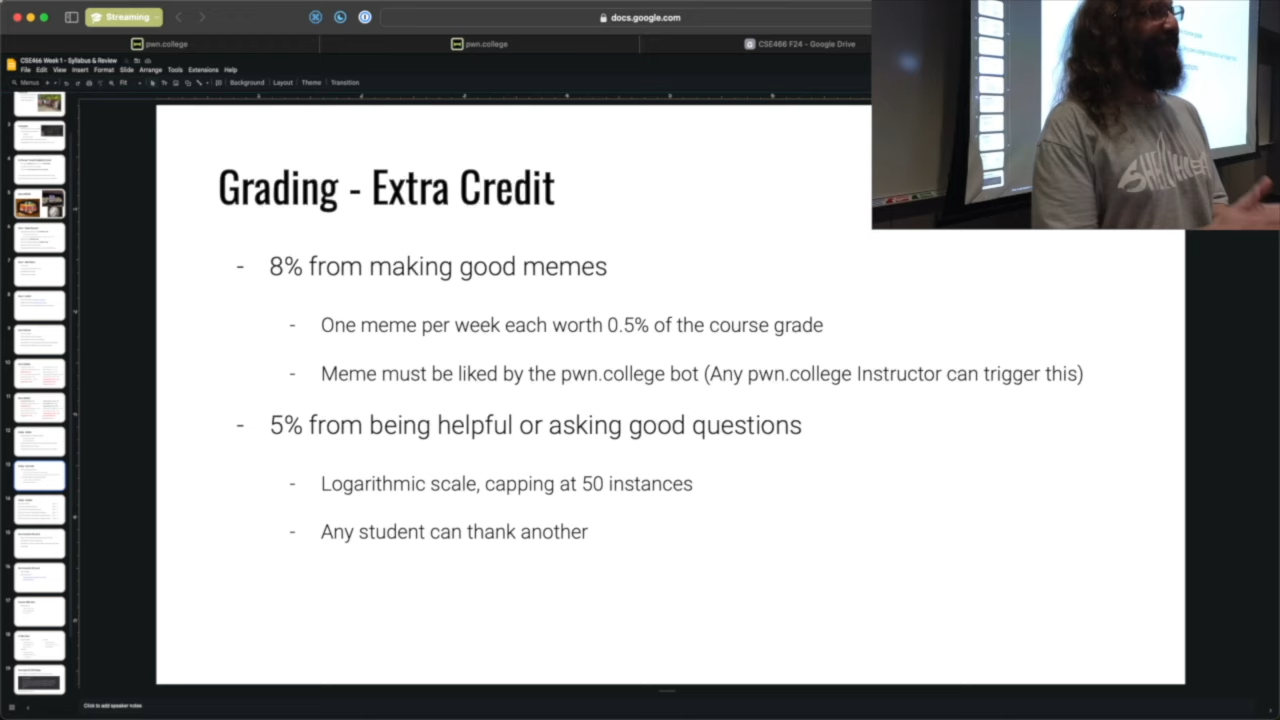 Streaming
docs.google.com
pwn.college
pwn.college
CSE466 F24 - Google Drive
CSE466 Week1 - Syllabus & Review
File Edit View Insert Format Slide Arrange Tools Extensions Help
Menus Fit Background Layout Theme Transition
Grading - Extra Credit
- 8% from making good memes
- One meme per week each worth 0.5% of the course grade
- Meme must be liked by the pwn.college bot (Any pwn.college Instructor can trigger this)
- 5% from being helpful or asking good questions
- Logarithmic scale, capping at 50 instances
- Any student can thank another
Click to add speaker notes